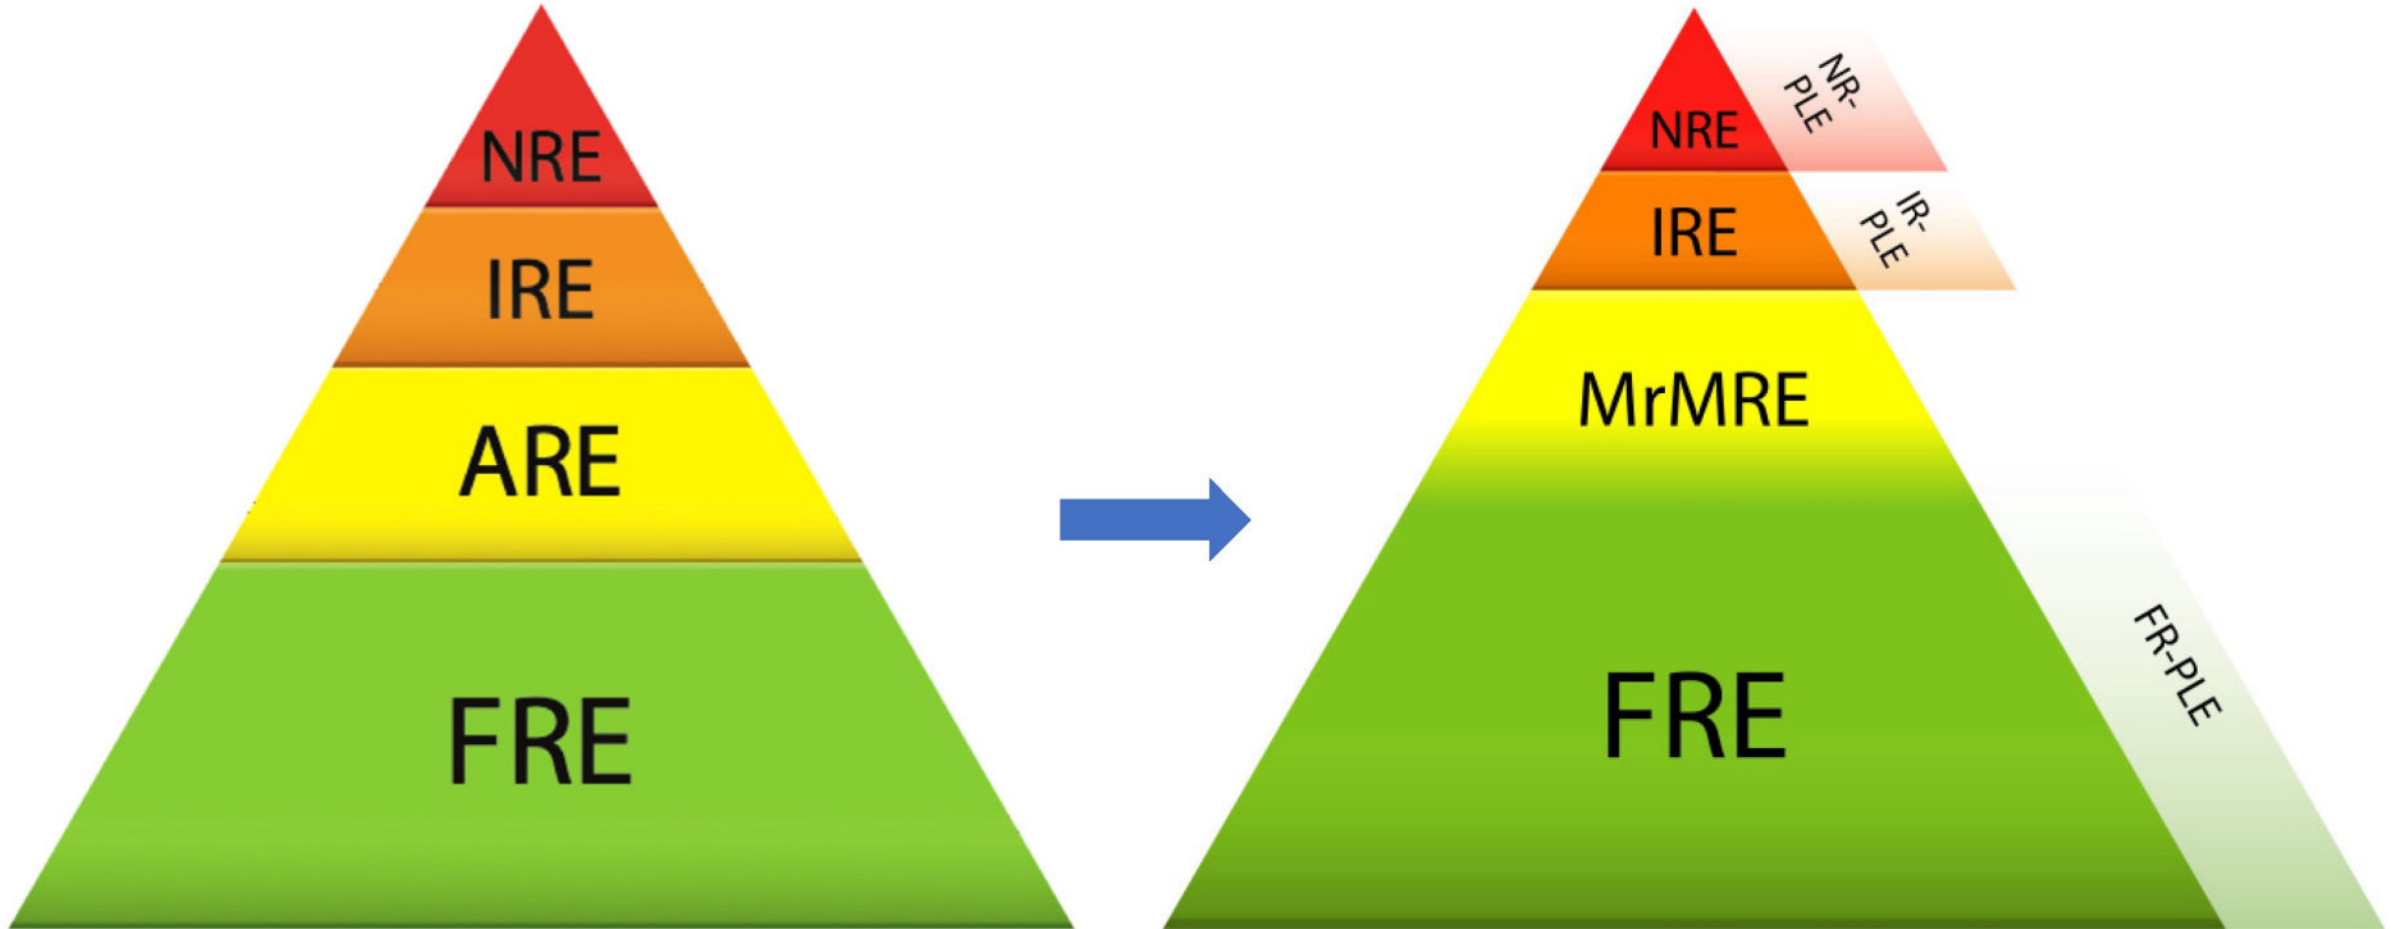 NRE
IRE
ARE
FRE
NRE
NR-
PLE
IRE
IR-
PLE
MrMRE
FRE
FR-PLE